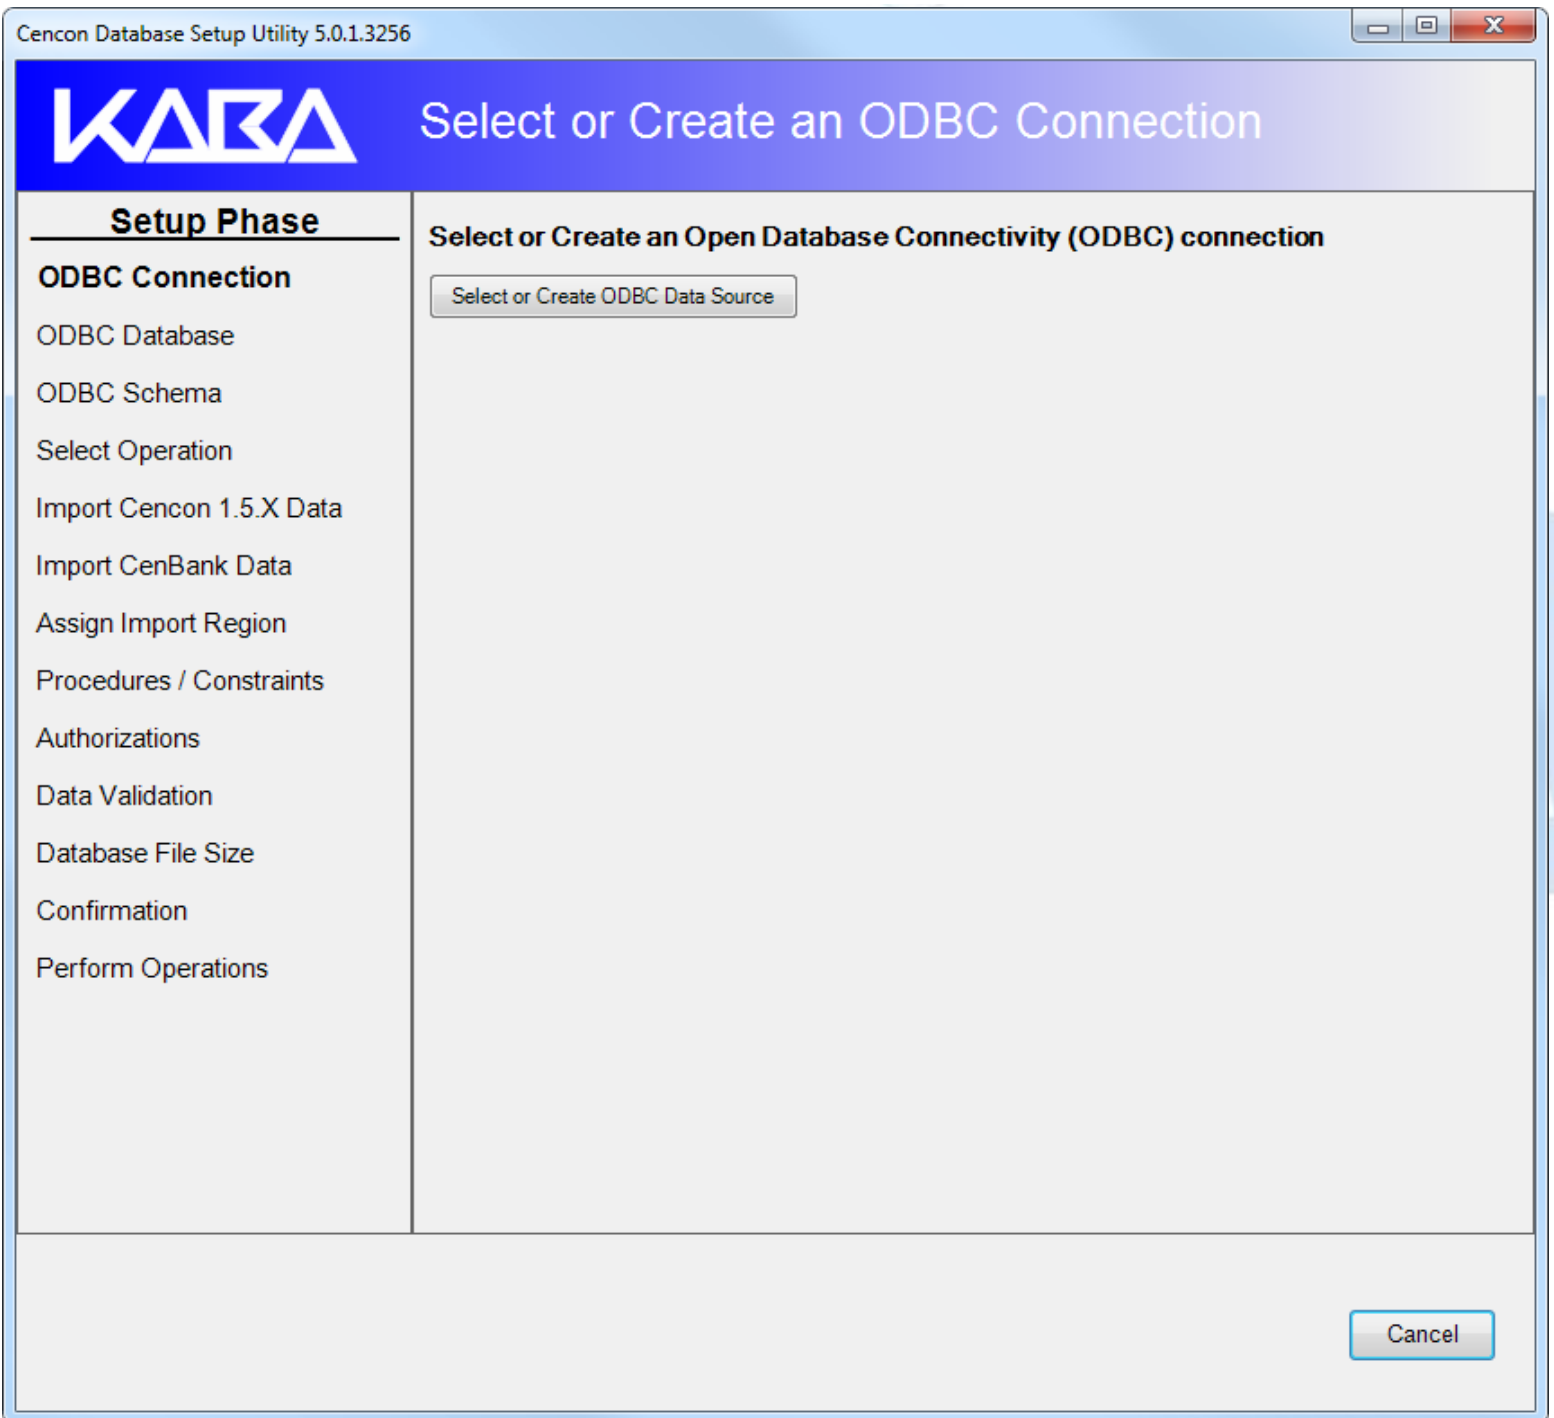 Cencon Database Setup Utility 5.0.1.3256
KABA
Select or Create an ODBC Connection
Setup Phase
ODBC Connection
ODBC Database
ODBC Schema
Select Operation
Import Cencon 1.5.X Data
Import CenBank Data
Assign Import Region
Procedures / Constraints
Authorizations
Data Validation
Database File Size
Confirmation
Perform Operations
Select or Create an Open Database Connectivity (ODBC) connection
Select or Create ODBC Data Source
Cancel